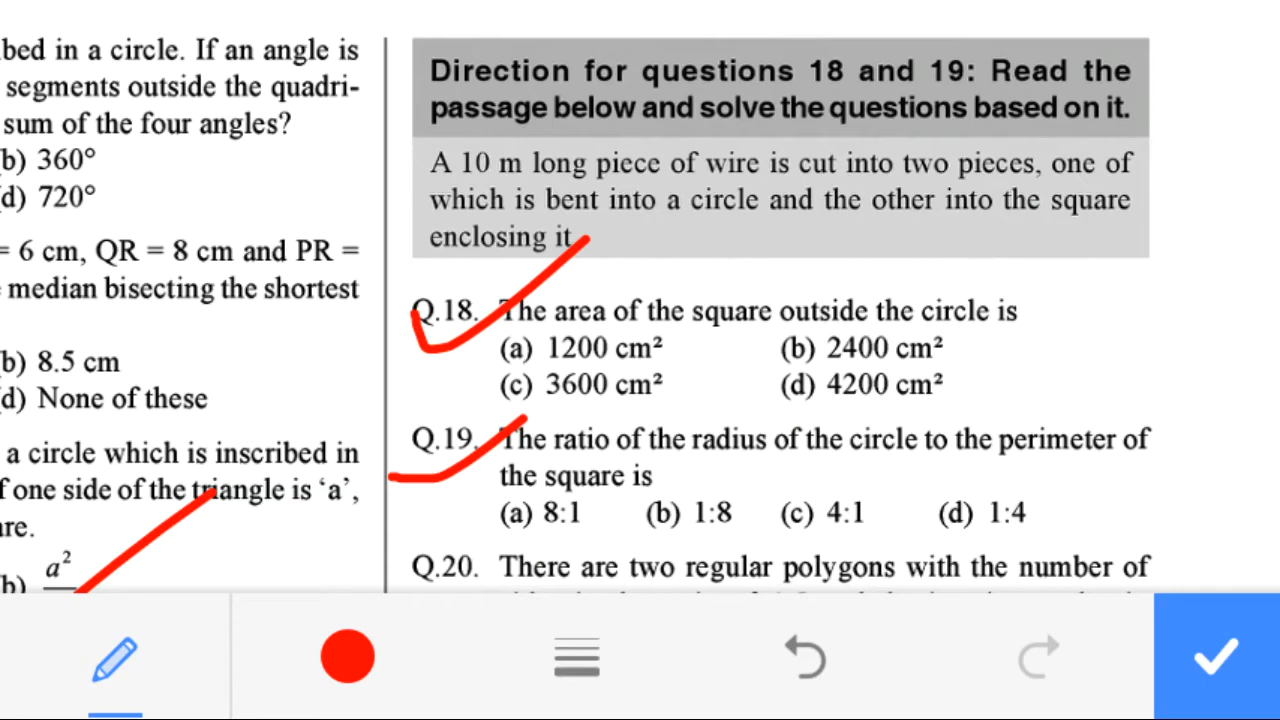 bed in a circle. If an angle is
segments outside the quadri-
sum of the four angles?
b) 360°
d) 720°
= 6 cm, QR = 8 cm and PR =
median bisecting the shortest
b) 8.5 cm
d) None of these
a circle which is inscribed in
f one side of the triangle is ‘a’,
are.
b) a²
Direction for questions 18 and 19: Read the
passage below and solve the questions based on it.
A 10 m long piece of wire is cut into two pieces, one of
which is bent into a circle and the other into the square
enclosing it.
Q.18. The area of the square outside the circle is
(a) 1200 cm² (b) 2400 cm²
(c) 3600 cm² (d) 4200 cm²
Q.19. The ratio of the radius of the circle to the perimeter of
the square is
(a) 8:1 (b) 1:8 (c) 4:1 (d) 1:4
Q.20. There are two regular polygons with the number of